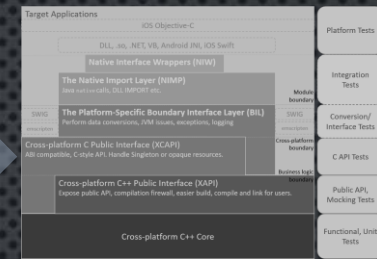 Target Applications
iOS Objective-C
DLL, .so, .NET, VB, Android JNI, iOS Swift
Native Interface Wreppers (NIW)
The Native Import Layer (NIMP)
Java native calls, DLL IMPORT etc.
Module boundary
SWIG
The Platform-Specific Boundary Interface Layer (BIL)
Perform data conversions, JVM issues, exceptions, logging
SWIG
Cross-platform boundary
Cross-platform C Public Interface (XCAPI)
ABI-compatible, C-style API. Handle Singleton or opaque resources.
Business logic boundary
Cross-platform C++ Public Interface (XAPI)
Expose public API, compilation firewall, easier build, compile and link for users.
Cross-platform C++ Core
Platform Tests
Integration
Tests
Conversion/
Interface Tests
C API Tests
Public API,
Mocking Tests
Functional, Unit
Tests